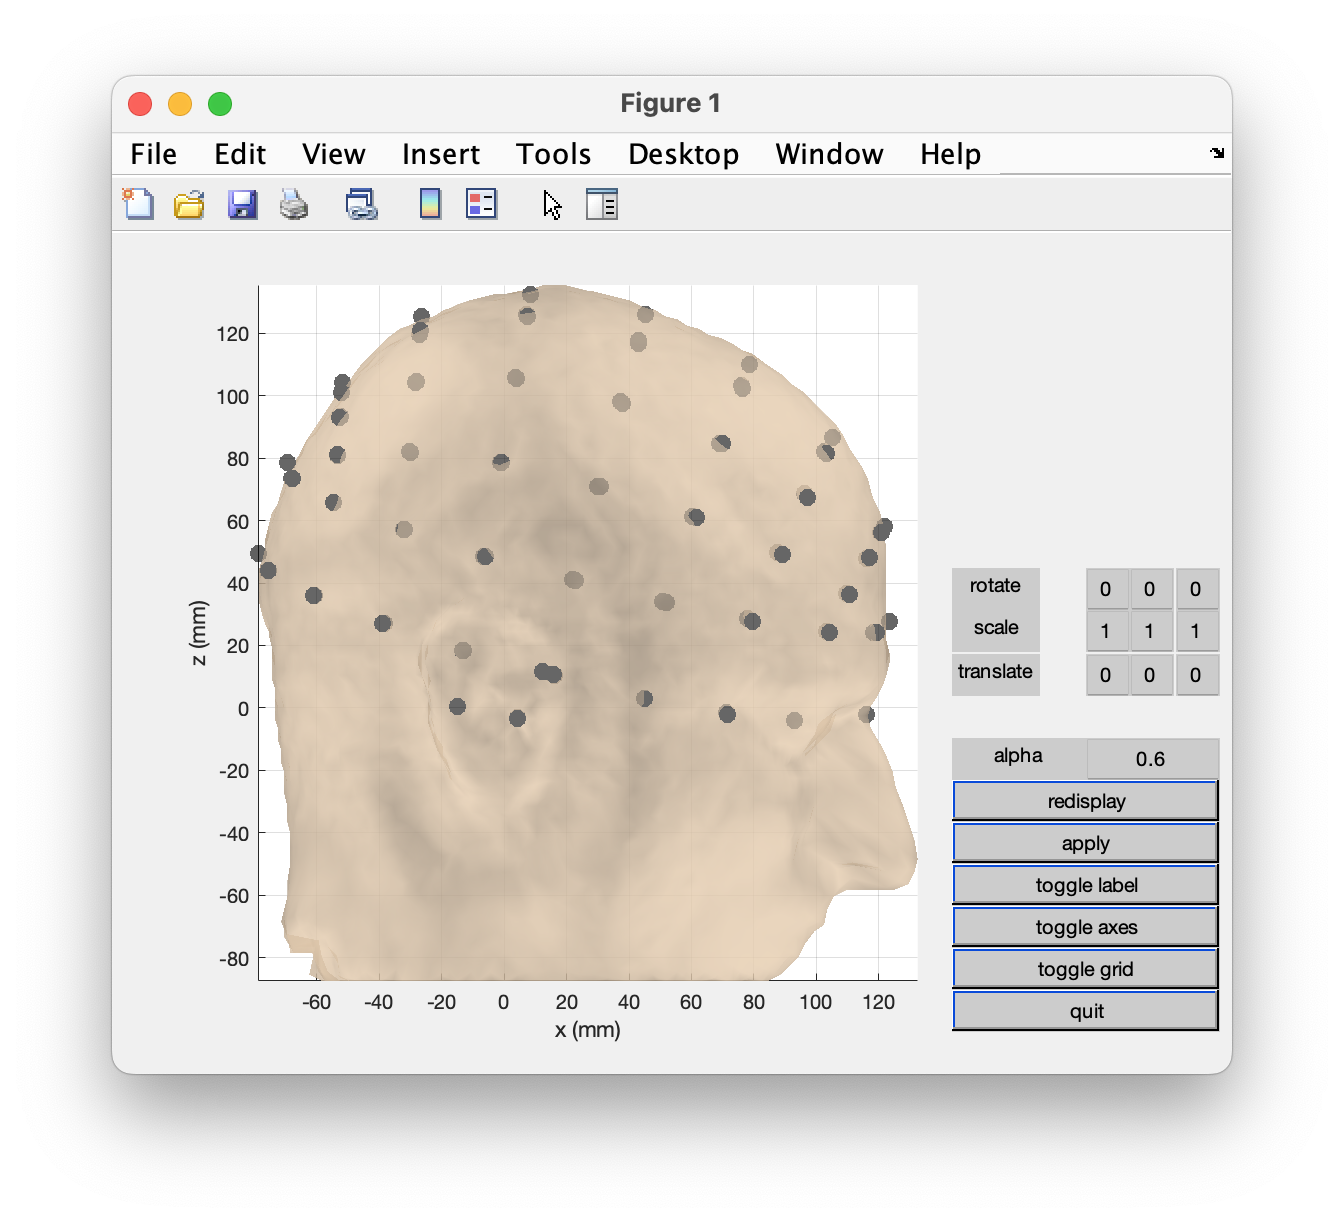 Figure 1
File Edit View Insert Tools Desktop Window Help
120
100
80
60
40
20
0
-20
-40
-60
-80
z (mm)
-60 -40 -20 0 20 40 60 80 100 120
x (mm)
rotate 0 0 0
scale 1 1 1
translate 0 0 0
alpha 0.6
redisplay
apply
toggle label
toggle axes
toggle grid
quit